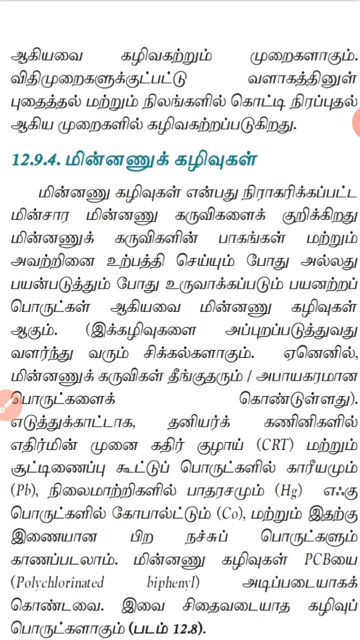 ஆகியவை கழிவகற்றும் முறைகளாகும்.
விதிமுறைகளுக்குட்பட்டு வளாகத்தினுள்
புதைத்தல் மற்றும் நிலங்களில் கொட்டி நிரப்புதல்
ஆகிய முறைகளில் கழிவகற்றப்படுகிறது.
12.9.4. மின்னணுக் கழிவுகள்
மின்னணு கழிவுகள் என்பது நிராகரிக்கப்பட்ட
மின்சார மின்னணு கருவிகளைக் குறிக்கிறது
மின்னணுக் கருவிகளின் பாகங்கள் மற்றும்
அவற்றினை உற்பத்தி செய்யும் போது அல்லது
பயன்படுத்தும் போது உருவாக்கப்படும் பயனற்றப்
பொருட்கள் ஆகியவை மின்னணு கழிவுகள்
ஆகும். (இக்கழிவுகளை அப்புறப்படுத்துவது
வளர்ந்து வரும் சிக்கல்களாகும். ஏனெனில்,
மின்னணுக் கருவிகள் தீங்குதரும் / அபாயகரமான
பொருட்களைக் கொண்டுள்ளது).
எடுத்துக்காட்டாக, தனியர்க் கணினிகளில்
எதிர்மின் முனை கதிர் குழாய் (CRT) மற்றும்
சூட்டிணைப்பு கூட்டுப் பொருட்களில் காரீயமும்
(Pb), நிலைமாற்றிகளில் பாதரசமும் (Hg) எஃகு
பொருட்களில் கோபால்ட்டும் (Co), மற்றும் இதற்கு
இணையான பிற நச்சுப் பொருட்களும்
காணப்படலாம். மின்னணு கழிவுகள் PCBயை
(Polychlorinated biphenyl) அடிப்படையாகக்
கொண்டவை. இவை சிதைவடையாத கழிவுப்
பொருட்களாகும் (படம் 12.8).